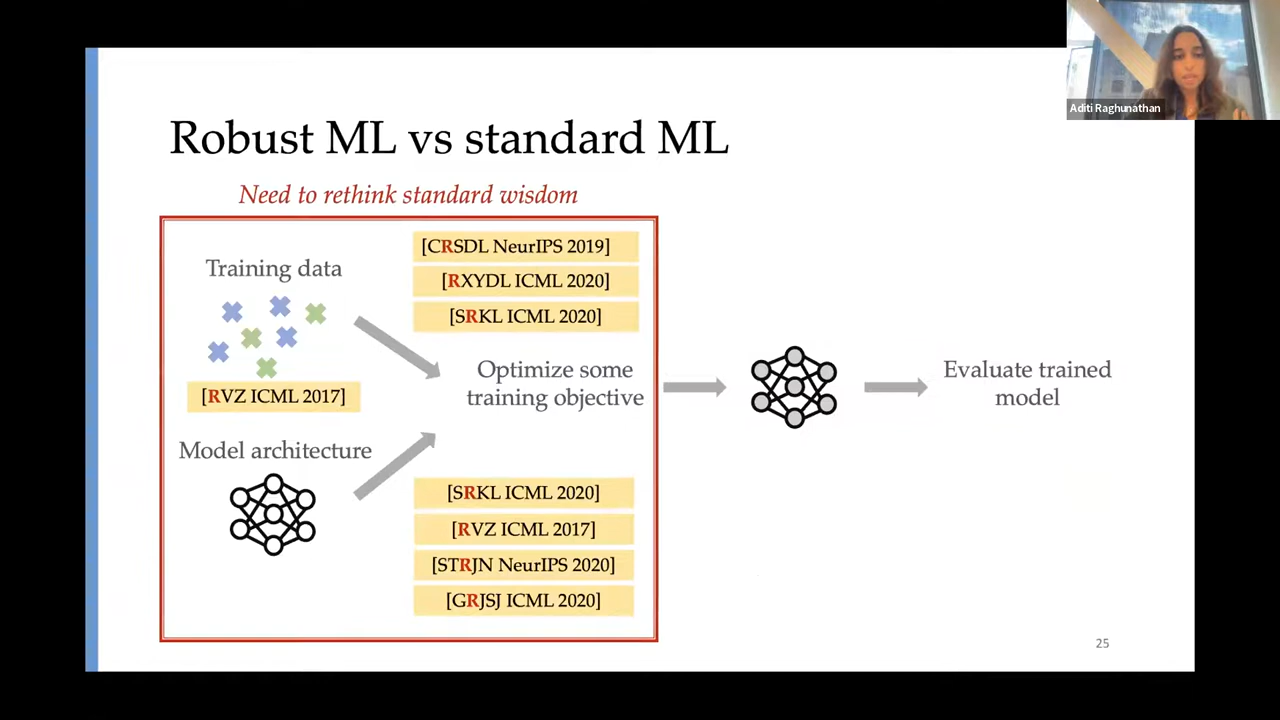 Aditi Raghunathan
Robust ML vs standard ML
Need to rethink standard wisdom
Training data
[RVZ ICML 2017]
Model architecture
[CRSDL NeurIPS 2019]
[RXYDL ICML 2020]
[SRKL ICML 2020]
Optimize some
training objective
[SRKL ICML 2020]
[RVZ ICML 2017]
[STRJN NeurIPS 2020]
[GRJSJ ICML 2020]
Evaluate trained
model
25